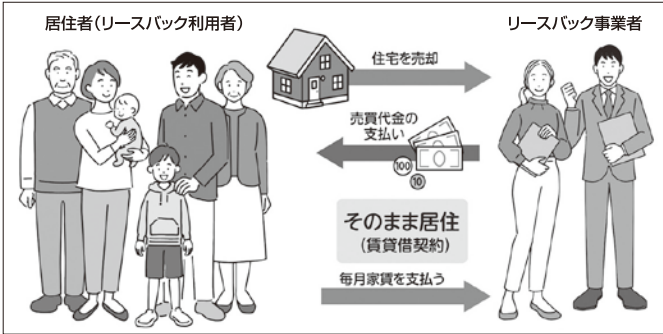 居住者(リースバック利用者)
リースバック事業者
住宅を売却
売買代金の
支払い
100
10
そのまま居住
(賃貸借契約)
毎月家賃を支払う